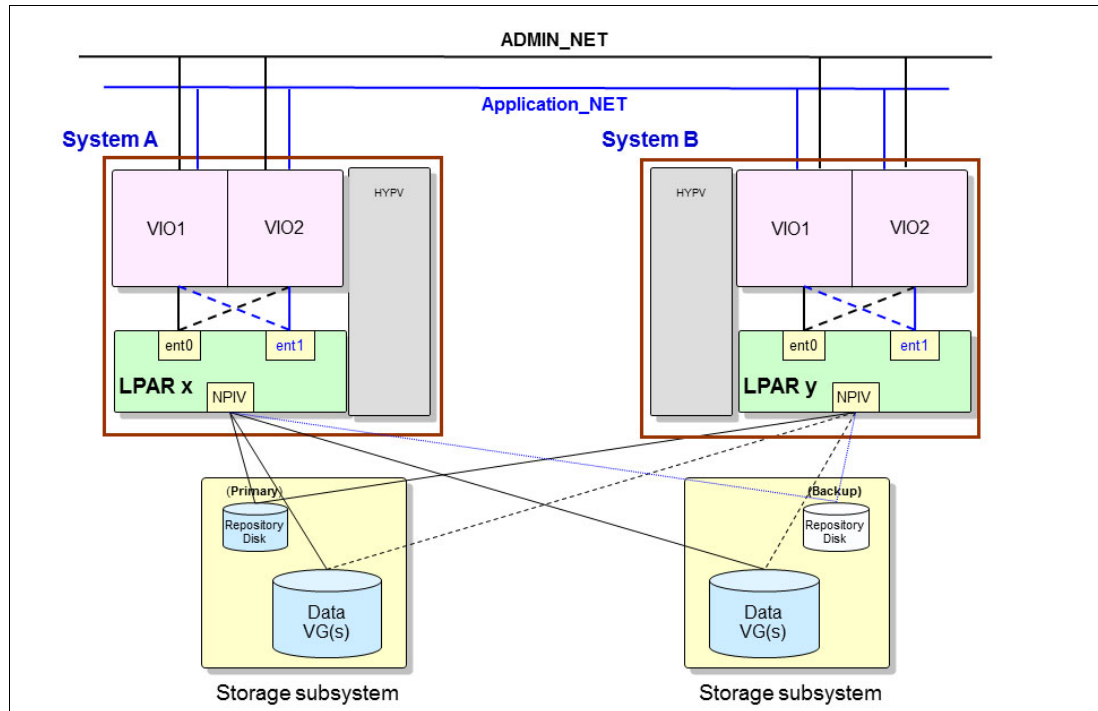 ADMIN_NET
Application_NET
System A
System B
HYPV
HYPV
VIO1
VIO2
VIO1
VIO2
ent0
ent1
ent0
ent1
LPAR x
LPAR y
NPIV
NPIV
(Primary)
(Backup)
Repository
Disk
Repository
Disk
Data
VG(s)
Data
VG(s)
Storage subsystem
Storage subsystem